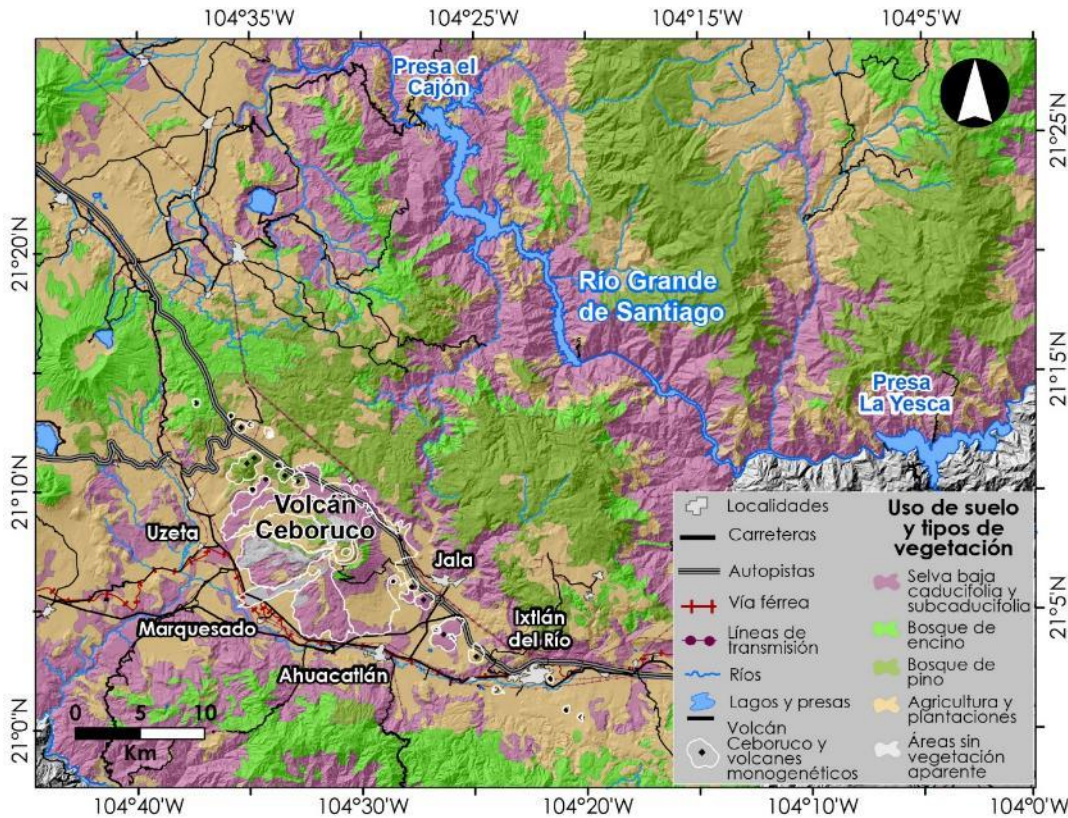 104°35'W
104°25'W
104°15'W
104°5'W
Presa el
Cajón
21°25'N
21°20'N
Río Grande
de Santiago
21°15'N
Presa
La Yesca
21°10'N
Volcán
Ceboruco
Uzeta
Jala
21°5'N
Marquesado
Ixtlán
del Río
Ahuacatlán
21°0'N
0 5 10
Km
Localidades
Carreteras
Autopistas
Vía férrea
Líneas de
transmisión
Ríos
Lagos y presas
Volcán
Ceboruco y
volcanes
monogenéticos
Uso de suelo
y tipos de
vegetación
Selva baja
caducifolia y
subcaducifolia
Bosque de
encino
Bosque de
pino
Agricultura y
plantaciones
Áreas sin
vegetación
aparente
104°40'W
104°30'W
104°20'W
104°10'W
104°0'W